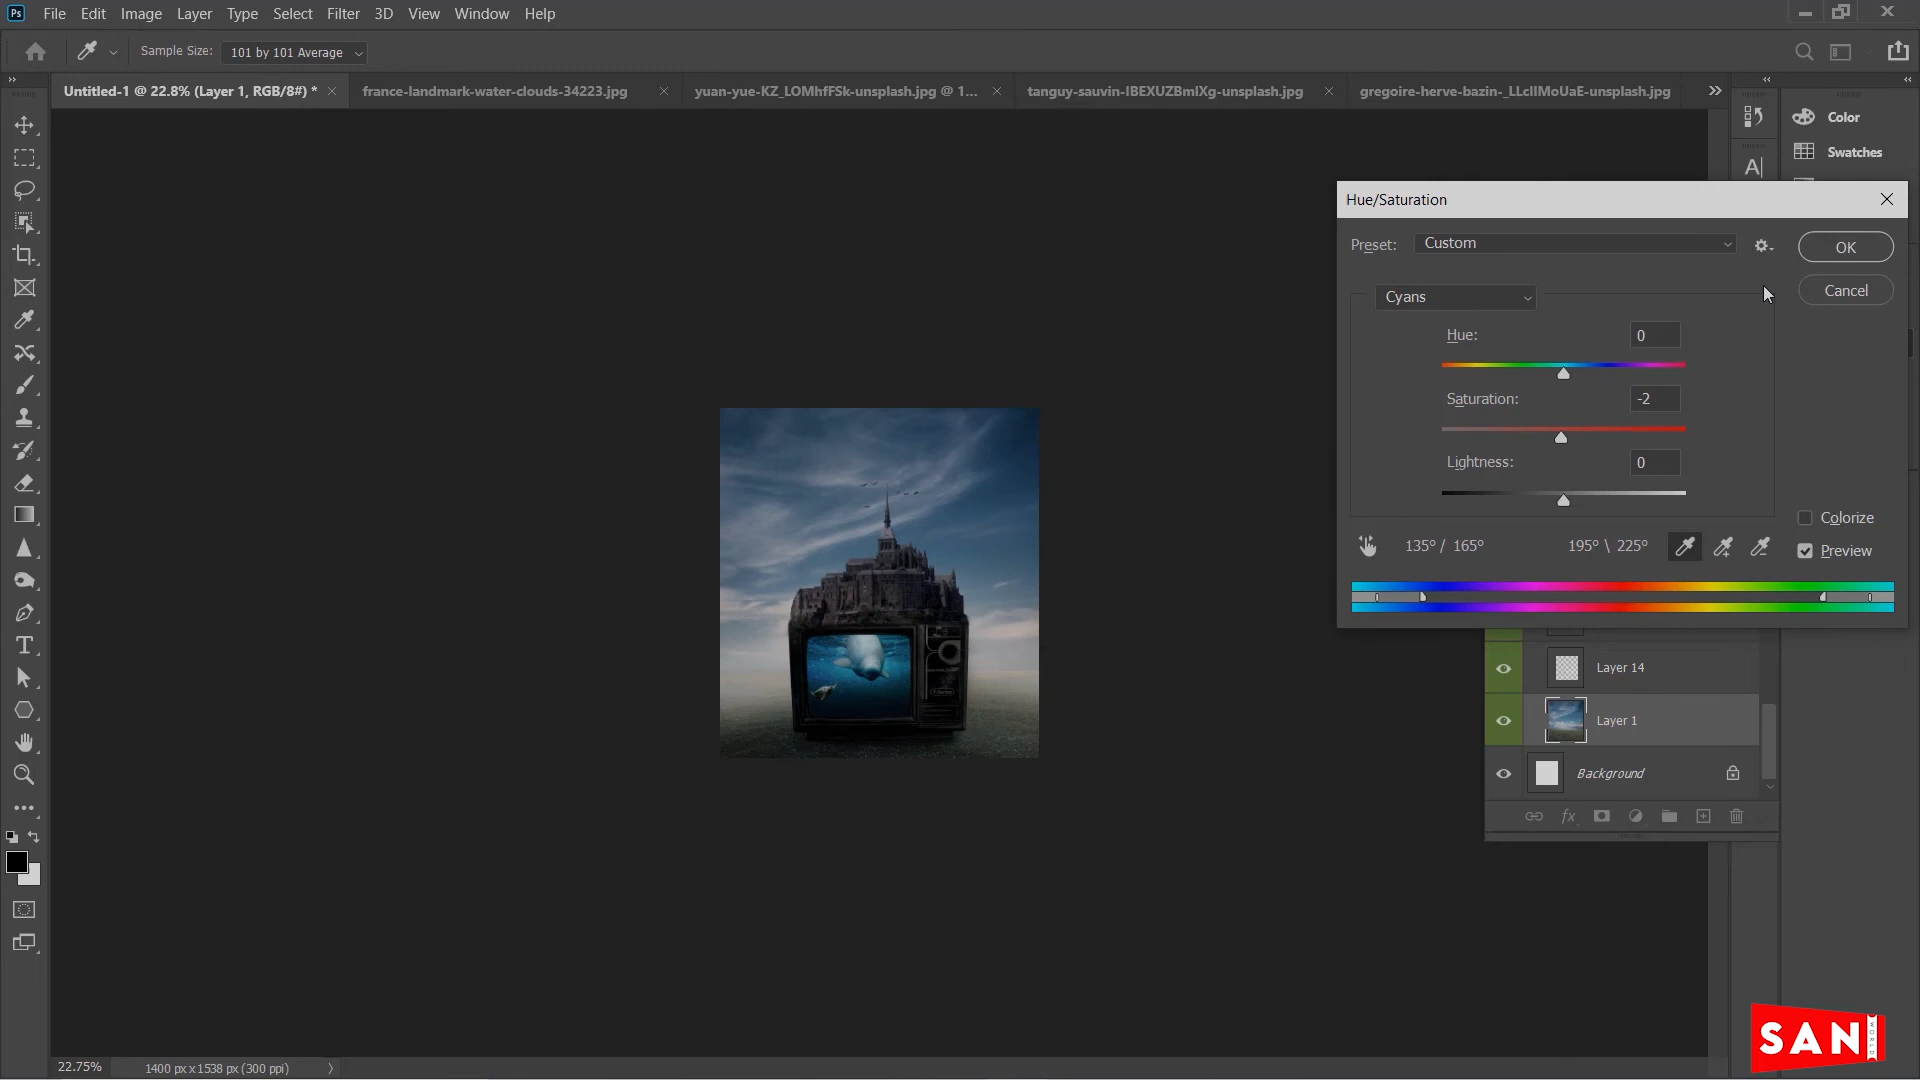 Ps File Edit Image Layer Type Select Filter 3D View Window Help
Sample Size: 101 by 101 Average
Untitled-1 @ 22.8% (Layer 1, RGB/8#) * france-landmark-water-clouds-34223.jpg yuan-yue-KZ_LOMhfFSk-unsplash.jpg @ 1... tanguy-sauvin-IBEXUZBmIXg-unsplash.jpg gregoire-herve-bazin-_LLclIMoUaE-unsplash.jpg
Color
Swatches
A|
Hue/Saturation
Preset: Custom
OK
Cancel
Cyans
Hue: 0
Saturation: -2
Lightness: 0
Colorize
Preview
135° / 165° 195° \ 225°
Layer 14
Layer 1
Background
fx
22.75% 1400 px x 1538 px (300 ppi)
SANI
WORLD